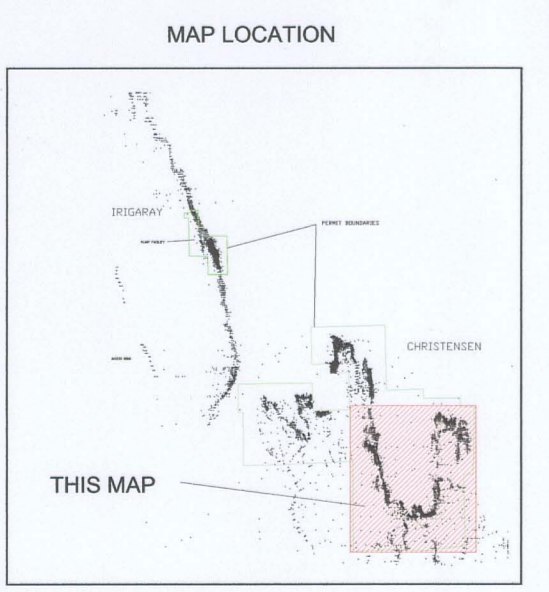 MAP LOCATION
IRIGARAY
PERMIT BOUNDARIES
CHRISTENSEN
THIS MAP